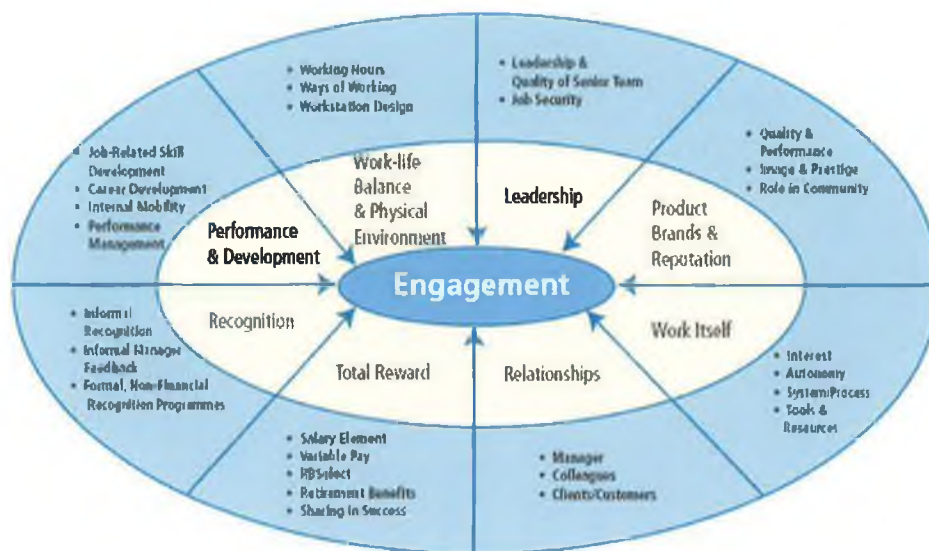 • Working Hours
• Ways of Working
• Workstation Design
• Leadership &
Quality of Senior Team
• Job Security
• Quality &
Performance
• Image & Prestige
• Role in Community
• Interest
• Autonomy
• System/Process
• Tools &
Resources
• Manager
• Colleagues
• Clients/Customers
• Salary Element
• Variable Pay
• RBSelect
• Retirement Benefits
• Sharing in Success
• Informal
Recognition
• Informal Manager
Feedback
• Formal, Non-Financial
Recognition Programmes
• Job-Related Skill
Development
• Career Development
• Internal Mobility
• Performance
Management
Work-life
Balance
& Physical
Environment
Leadership
Product
Brands &
Reputation
Work Itself
Relationships
Total Reward
Recognition
Performance
& Development
Engagement